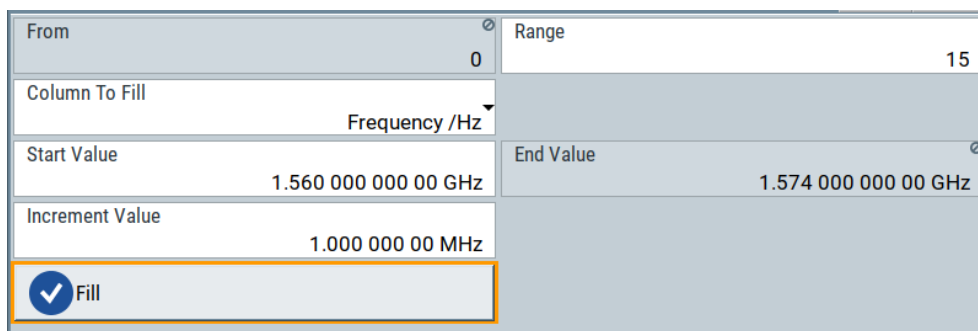 From
0
Range
15
Column To Fill
Frequency /Hz
Start Value
1.560 000 000 00 GHz
End Value
1.574 000 000 00 GHz
Increment Value
1.000 000 00 MHz
Fill